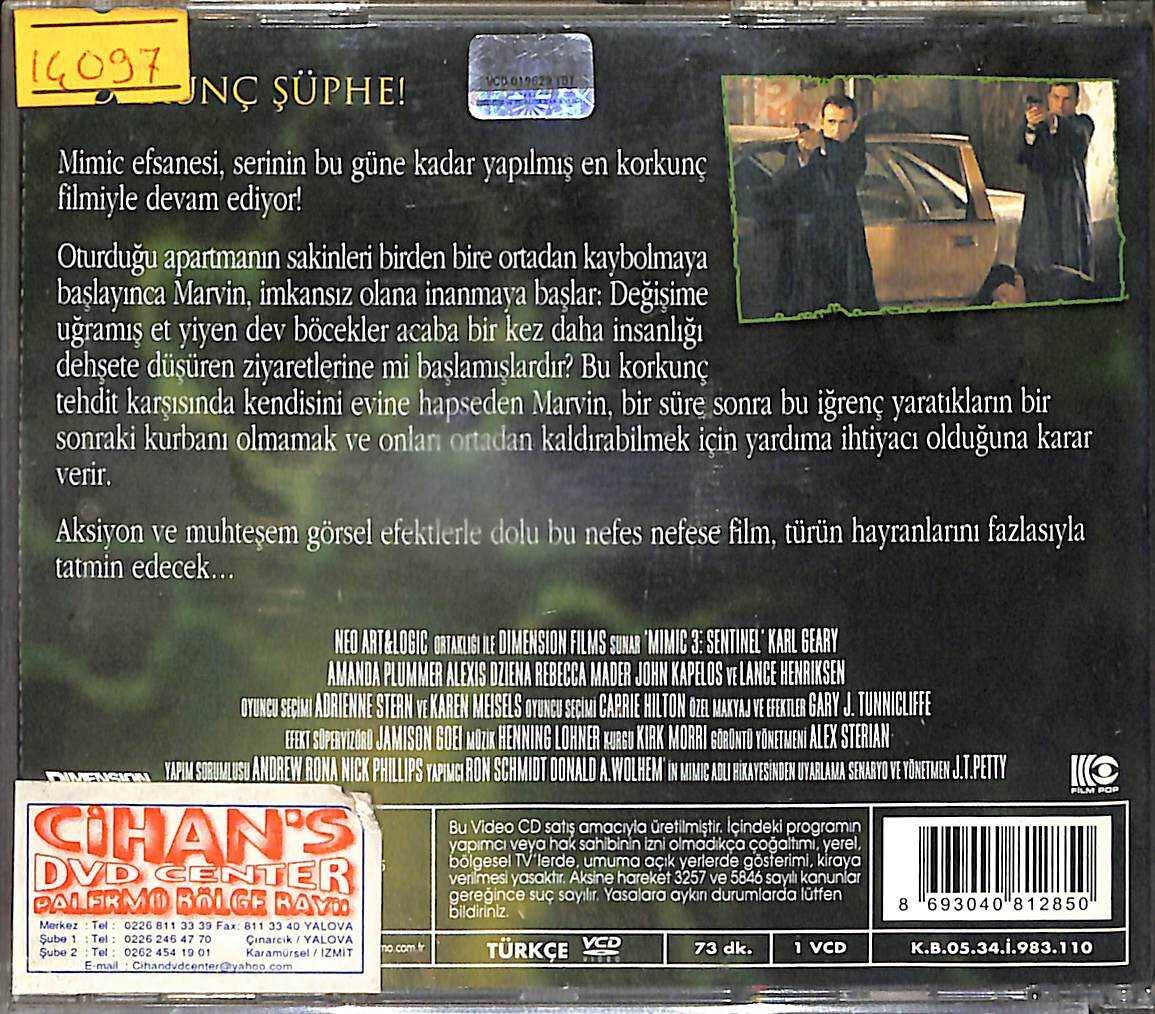 14097
UNÇ ŞÜPHE!
VCD 019629 TBT
Mimic efsanesi, serinin bu güne kadar yapılmış en korkunç
filmiyle devam ediyor!
Oturduğu apartmanın sakinleri birden bire ortadan kaybolmaya
başlayınca Marvin, imkansız olana inanmaya başlar: Değişime
uğramış et yiyen dev böcekler acaba bir kez daha insanlığı
dehşete düşüren ziyaretlerine mi başlamışlardır? Bu korkunç
tehdit karşısında kendisini evine hapseden Marvin, bir süre sonra bu iğrenç yaratıkların bir
sonraki kurbanı olmamak ve onları ortadan kaldırabilmek için yardıma ihtiyacı olduğuna karar
verir.
Aksiyon ve muhteşem görsel efektlerle dolu bu nefes nefese film, türün hayranlarını fazlasıyla
tatmin edecek...
NEO ART&LOGIC ORTAKLIĞI İLE DIMENSION FILMS SUNAR 'MIMIC 3: SENTINEL' KARL GEARY
AMANDA PLUMMER ALEXIS DZIENA REBECCA MADER JOHN KAPELOS VE LANCE HENRIKSEN
OYUNCU SEÇİMİ ADRIENNE STERN VE KAREN MEISELS OYUNCU SEÇİMİ CAPRIE HILTON ÖZEL MAKYAJ VE EFEKTLER GARY J. TUNNICLIFFE
EFEKT SÜPERVİZÖRÜ JAMISON GOEI MÜZİK HENNING LOHNER KURGU KIRK MORRI GÖRÜNTÜ YÖNETMENİ ALEX STERIAN
DIMENSION YAPIM SORUMLUSU ANDREW RONA NICK PHILLIPS YAPIMCI RON SCHMIDT DONALD A.WOLHEM' İN MIMIC ADLI HİKAYESİNDEN UYARLAMA SENARYO VE YÖNETMEN J.T.PETTY
FILM POP
CiHAN'S
DVD CENTER
PALERMO BÖLGE BAYii
Merkez : Tel : 0226 811 33 39 Fax: 811 33 40 YALOVA
Şube 1 : Tel : 0226 246 47 70 Çınarcık / YALOVA
Şube 2 : Tel : 0262 454 19 01 Karamürsel / İZMİT
E-mail : Cihandvdcenter@yahoo.com
mo.com.tr
Bu Video CD satış amacıyla üretilmiştir. İçindeki programın
yapımcı veya hak sahibinin izni olmadıkça çoğaltımı, yerel,
bölgesel TV'lerde, umuma açık yerlerde gösterimi, kiraya
verilmesi yasaktır. Aksine hareket 3257 ve 5846 sayılı kanunlar
gereğince suç sayılır. Yasalara aykırı durumlarda lütfen
bildiriniz.
8 693040 812850
TÜRKÇE VCD VIDEO 73 dk. 1 VCD K.B.05.34.İ.983.110